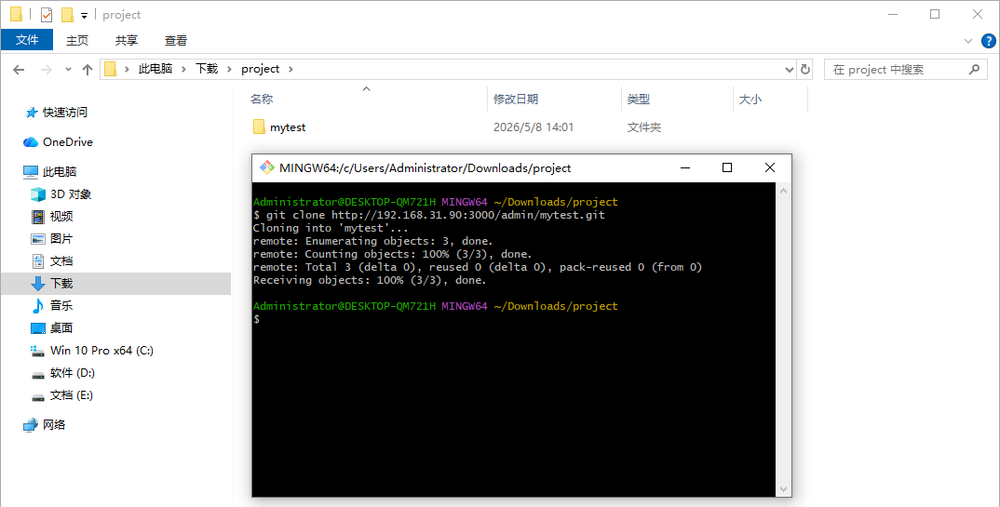 project
文件 主页 共享 查看
此电脑 下载 project 在 project 中搜索
名称 修改日期 类型 大小
mytest 2026/5/8 14:01 文件夹
快速访问
OneDrive
此电脑
3D 对象
视频
图片
文档
下载
音乐
桌面
Win 10 Pro x64 (C:)
软件 (D:)
文档 (E:)
网络
MINGW64:/c/Users/Administrator/Downloads/project
Administrator@DESKTOP-QM721H MINGW64 ~/Downloads/project
$ git clone http://192.168.31.90:3000/admin/mytest.git
Cloning into 'mytest'...
remote: Enumerating objects: 3, done.
remote: Counting objects: 100% (3/3), done.
remote: Total 3 (delta 0), reused 0 (delta 0), pack-reused 0 (from 0)
Receiving objects: 100% (3/3), done.
Administrator@DESKTOP-QM721H MINGW64 ~/Downloads/project
$